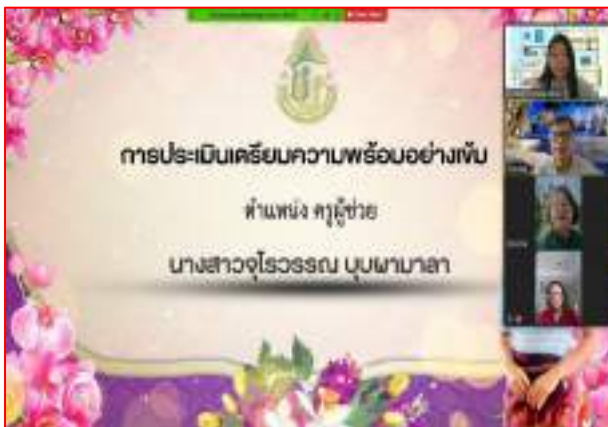 การประเมินเตรียมความพร้อมอย่างเข้ม
ตำแหน่ง ครูผู้ช่วย
นางสาวจุไรวรรณ บุบผามาลา